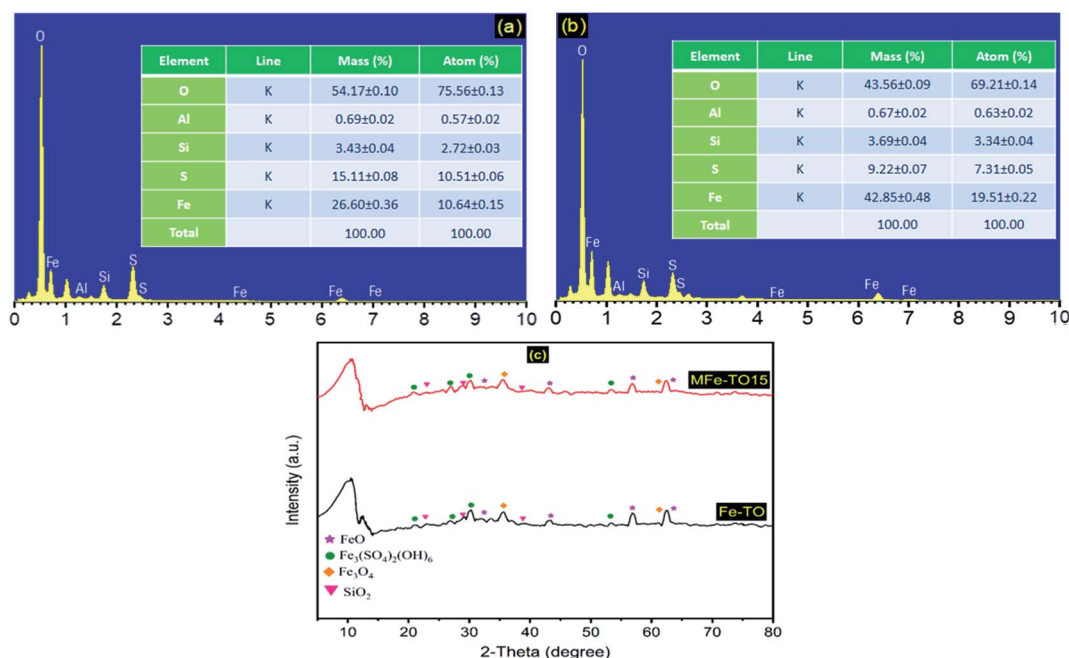 (a)
O
Element Line Mass (%) Atom (%)
O K 54.17±0.10 75.56±0.13
Al K 0.69±0.02 0.57±0.02
Si K 3.43±0.04 2.72±0.03
S K 15.11±0.08 10.51±0.06
Fe K 26.60±0.36 10.64±0.15
Total 100.00 100.00
Fe Al Si S S Fe Fe Fe
0 1 2 3 4 5 6 7 8 9 10
(b)
O
Element Line Mass (%) Atom (%)
O K 43.56±0.09 69.21±0.14
Al K 0.67±0.02 0.63±0.02
Si K 3.69±0.04 3.34±0.04
S K 9.22±0.07 7.31±0.05
Fe K 42.85±0.48 19.51±0.22
Total 100.00 100.00
Fe Al Si S S Fe Fe Fe
0 1 2 3 4 5 6 7 8 9 10
(c)
MFe-TO15
Fe-TO
Intensity (a.u.)
FeO
Fe₃(SO₄)₂(OH)₆
Fe₃O₄
SiO₂
10 20 30 40 50 60 70 80
2-Theta (degree)